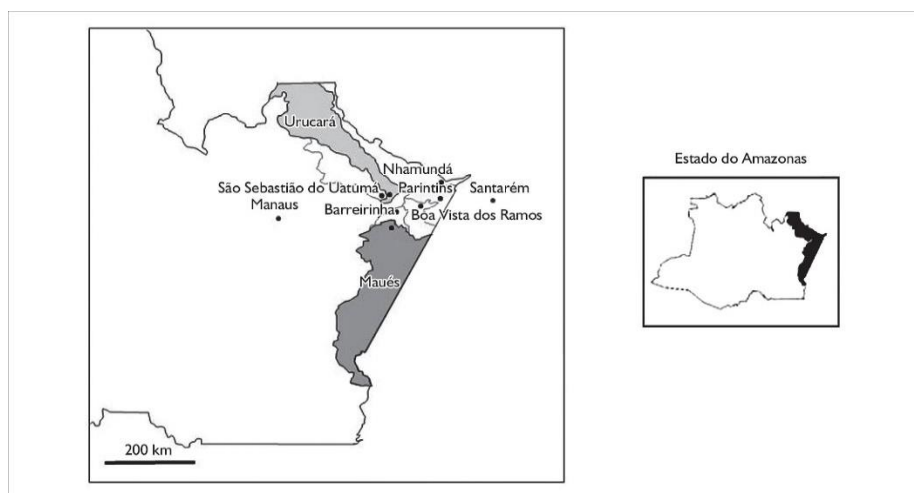 Urucará
Nhamundá
São Sebastião do Uatumá
Parintins
Santarém
Manaus
Barreirinha
Boa Vista dos Ramos
Maués
200 km
Estado do Amazonas